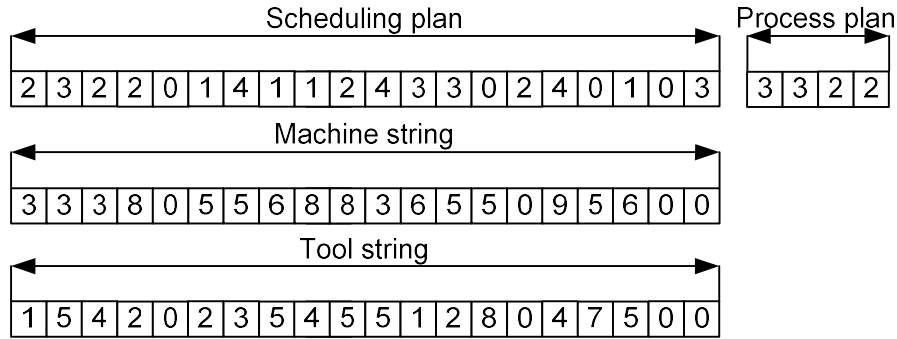 Scheduling plan Process plan
2 3 2 2 0 1 4 1 1 2 4 3 3 0 2 4 0 1 0 3 3 3 2 2
Machine string
3 3 3 8 0 5 5 6 8 8 3 6 5 5 0 9 5 6 0 0
Tool string
1 5 4 2 0 2 3 5 4 5 5 1 2 8 0 4 7 5 0 0